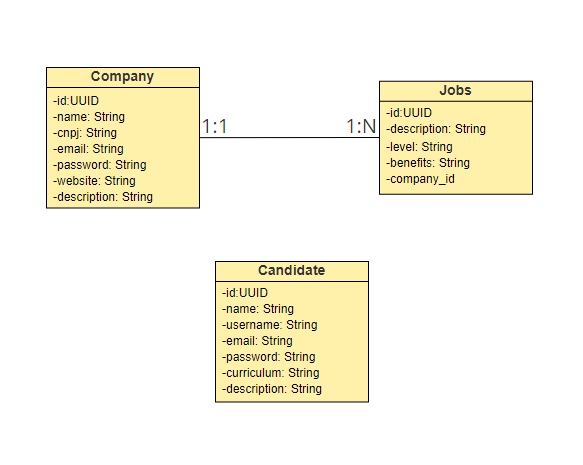 Company
-id:UUID
-name: String
-cnpj: String
-email: String
-password: String
-website: String
-description: String
1:1
1:N
Jobs
-id:UUID
-description: String
-level: String
-benefits: String
-company_id
Candidate
-id:UUID
-name: String
-username: String
-email: String
-password: String
-curriculum: String
-description: String